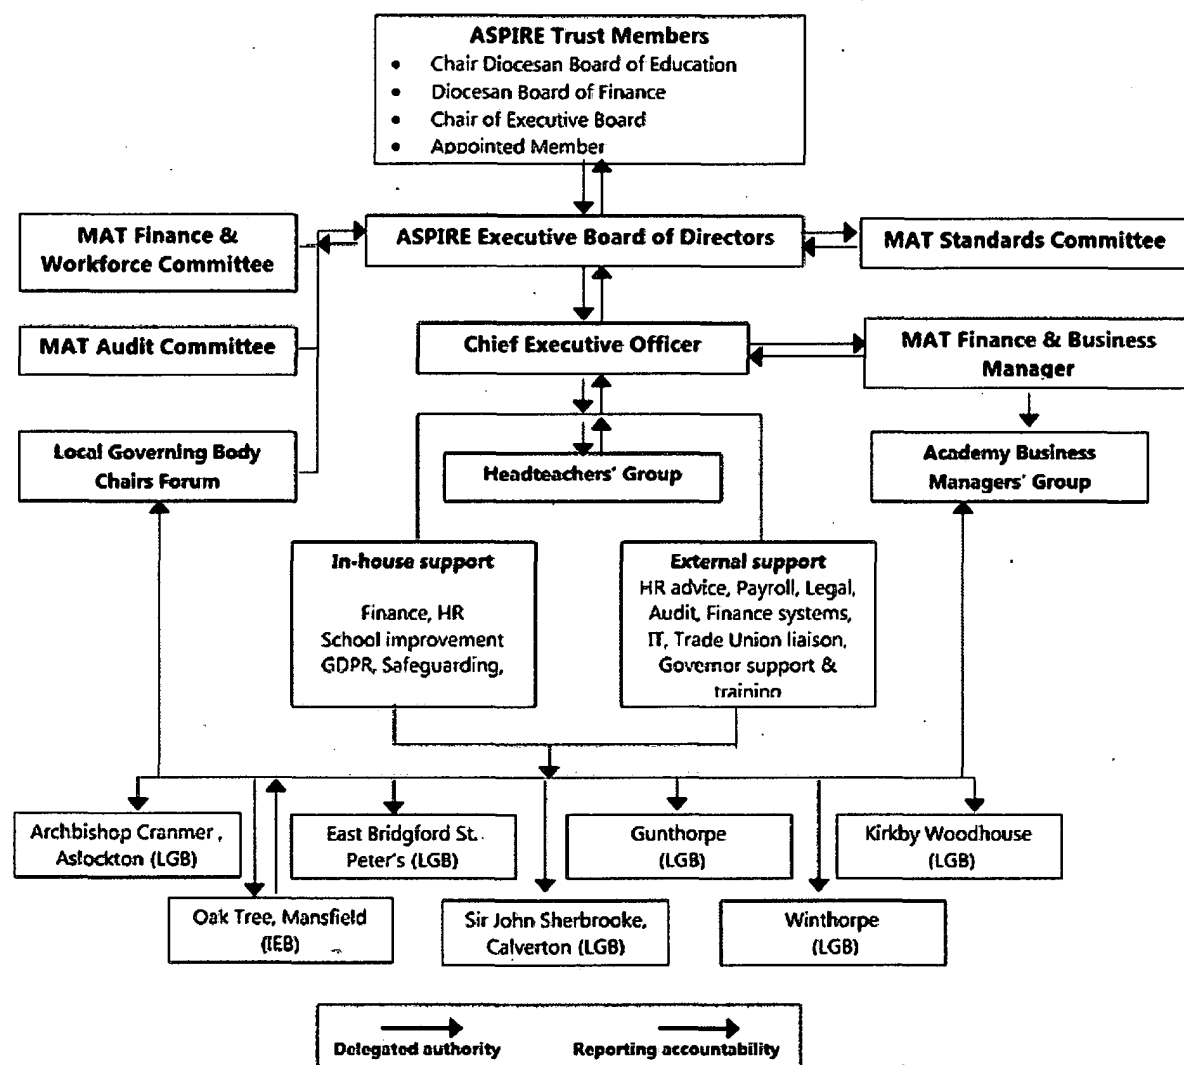 ASPIRE Trust Members
• Chair Diocesan Board of Education
• Diocesan Board of Finance
• Chair of Executive Board
• Appointed Member
MAT Finance &
Workforce Committee
ASPIRE Executive Board of Directors
MAT Standards Committee
MAT Audit Committee
Chief Executive Officer
MAT Finance & Business
Manager
Local Governing Body
Chairs Forum
Headteachers' Group
Academy Business
Managers' Group
In-house support
Finance, HR
School improvement
GDPR, Safeguarding,
External support
HR advice, Payroll, Legal,
Audit, Finance systems,
IT, Trade Union liaison,
Governor support &
training
Archbishop Cranmer ,
Aslockton (LGB)
East Bridgford St.
Peter's (LGB)
Gunthorpe
(LGB)
Kirkby Woodhouse
(LGB)
Oak Tree, Mansfield
(IEB)
Sir John Sherbrooke,
Calverton (LGB)
Winthorpe
(LGB)
Delegated authority
Reporting accountability